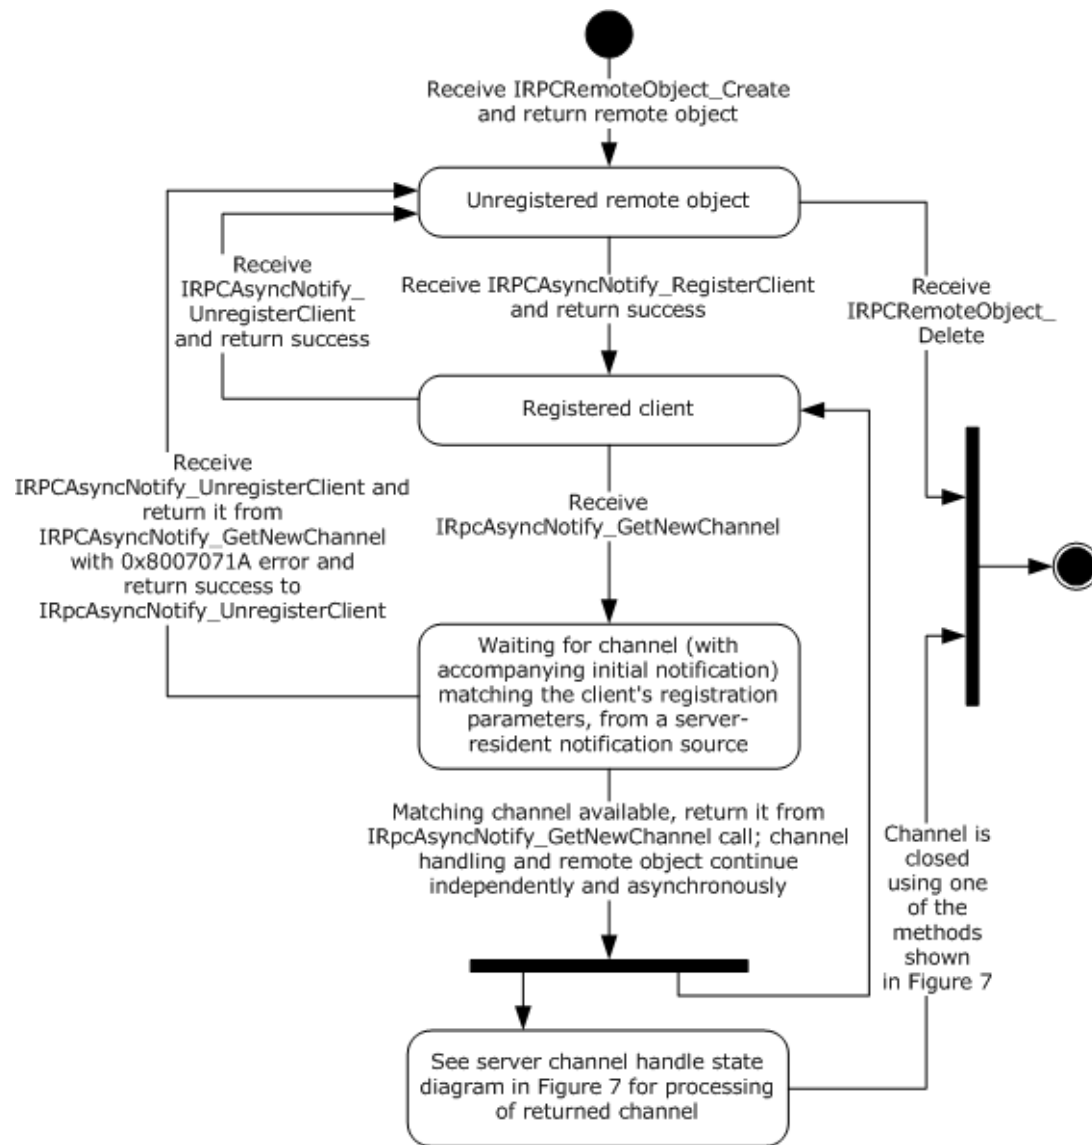 Receive IRPCRemoteObject_Create
and return remote object
Unregistered remote object
Receive
IRPCAsyncNotify_
UnregisterClient
and return success
Receive IRPCAsyncNotify_RegisterClient
and return success
Receive
IRPCRemoteObject_
Delete
Registered client
Receive
IRPCAsyncNotify_UnregisterClient and
return it from
IRPCAsyncNotify_GetNewChannel
with 0x8007071A error and
return success to
IRpcAsyncNotify_UnregisterClient
Receive
IRpcAsyncNotify_GetNewChannel
Waiting for channel (with
accompanying initial notification)
matching the client's registration
parameters, from a server-
resident notification source
Matching channel available, return it from
IRpcAsyncNotify_GetNewChannel call; channel
handling and remote object continue
independently and asynchronously
Channel is
closed
using one
of the
methods
shown
in Figure 7
See server channel handle state
diagram in Figure 7 for processing
of returned channel